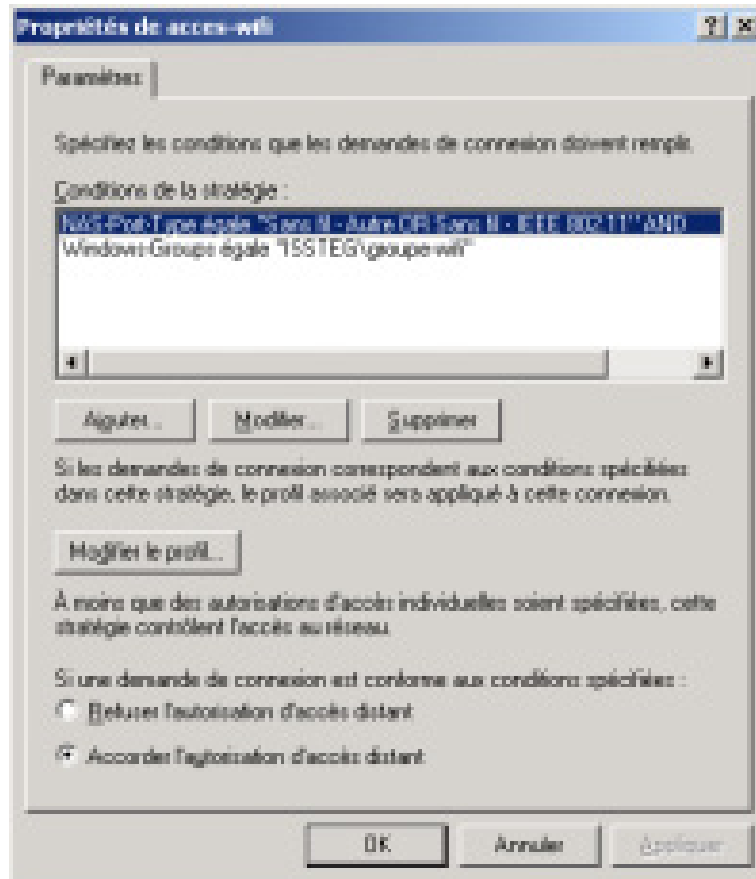 Propriétés de acces-wifi
Paramètres
Spécifiez les conditions que les demandes de connexion doivent remplir.
Conditions de la stratégie :
NAS-Port-Type égale "Sans fil - Autre OR Sans fil - IEEE 802.11" AND
Windows-Groups égale "ISSTEG\groupe-wifi"
Ajouter...
Modifier...
Supprimer
Si les demandes de connexion correspondent aux conditions spécifiées
dans cette stratégie, le profil associé sera appliqué à cette connexion.
Modifier le profil...
À moins que des autorisations d'accès individuelles soient spécifiées, cette
stratégie contrôlent l'accès au réseau.
Si une demande de connexion est conforme aux conditions spécifiées :
Refuser l'autorisation d'accès distant
Accorder l'autorisation d'accès distant
OK
Annuler
Appliquer